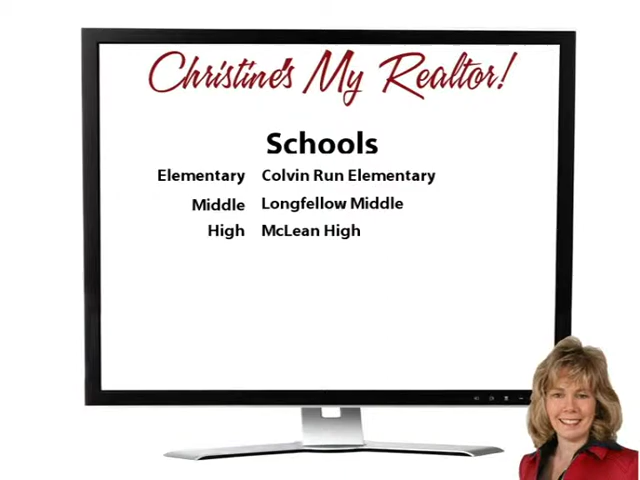 Christine's My Realtor!
Schools
Elementary Colvin Run Elementary
Middle Longfellow Middle
High McLean High